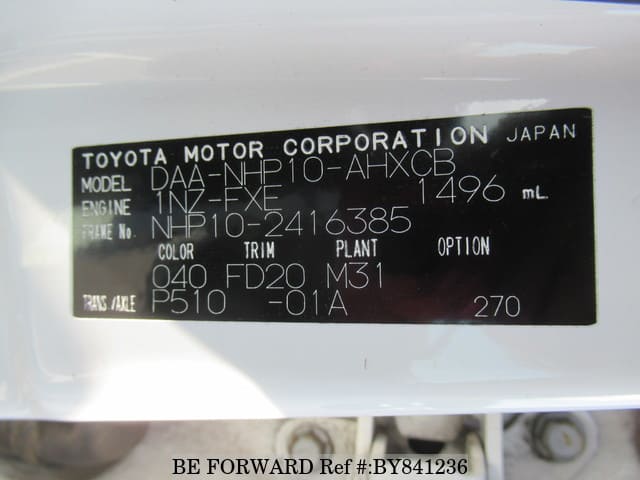 TOYOTA MOTOR CORPORATION JAPAN
MODEL DAA-NHP10-AHXCB
ENGINE 1NZ-FXE 1496 mL
FRAME No. NHP10-2416385
COLOR TRIM PLANT OPTION
040 FD20 M31
TRANS/AXLE P510 -01A 270
BE FORWARD Ref #:BY841236